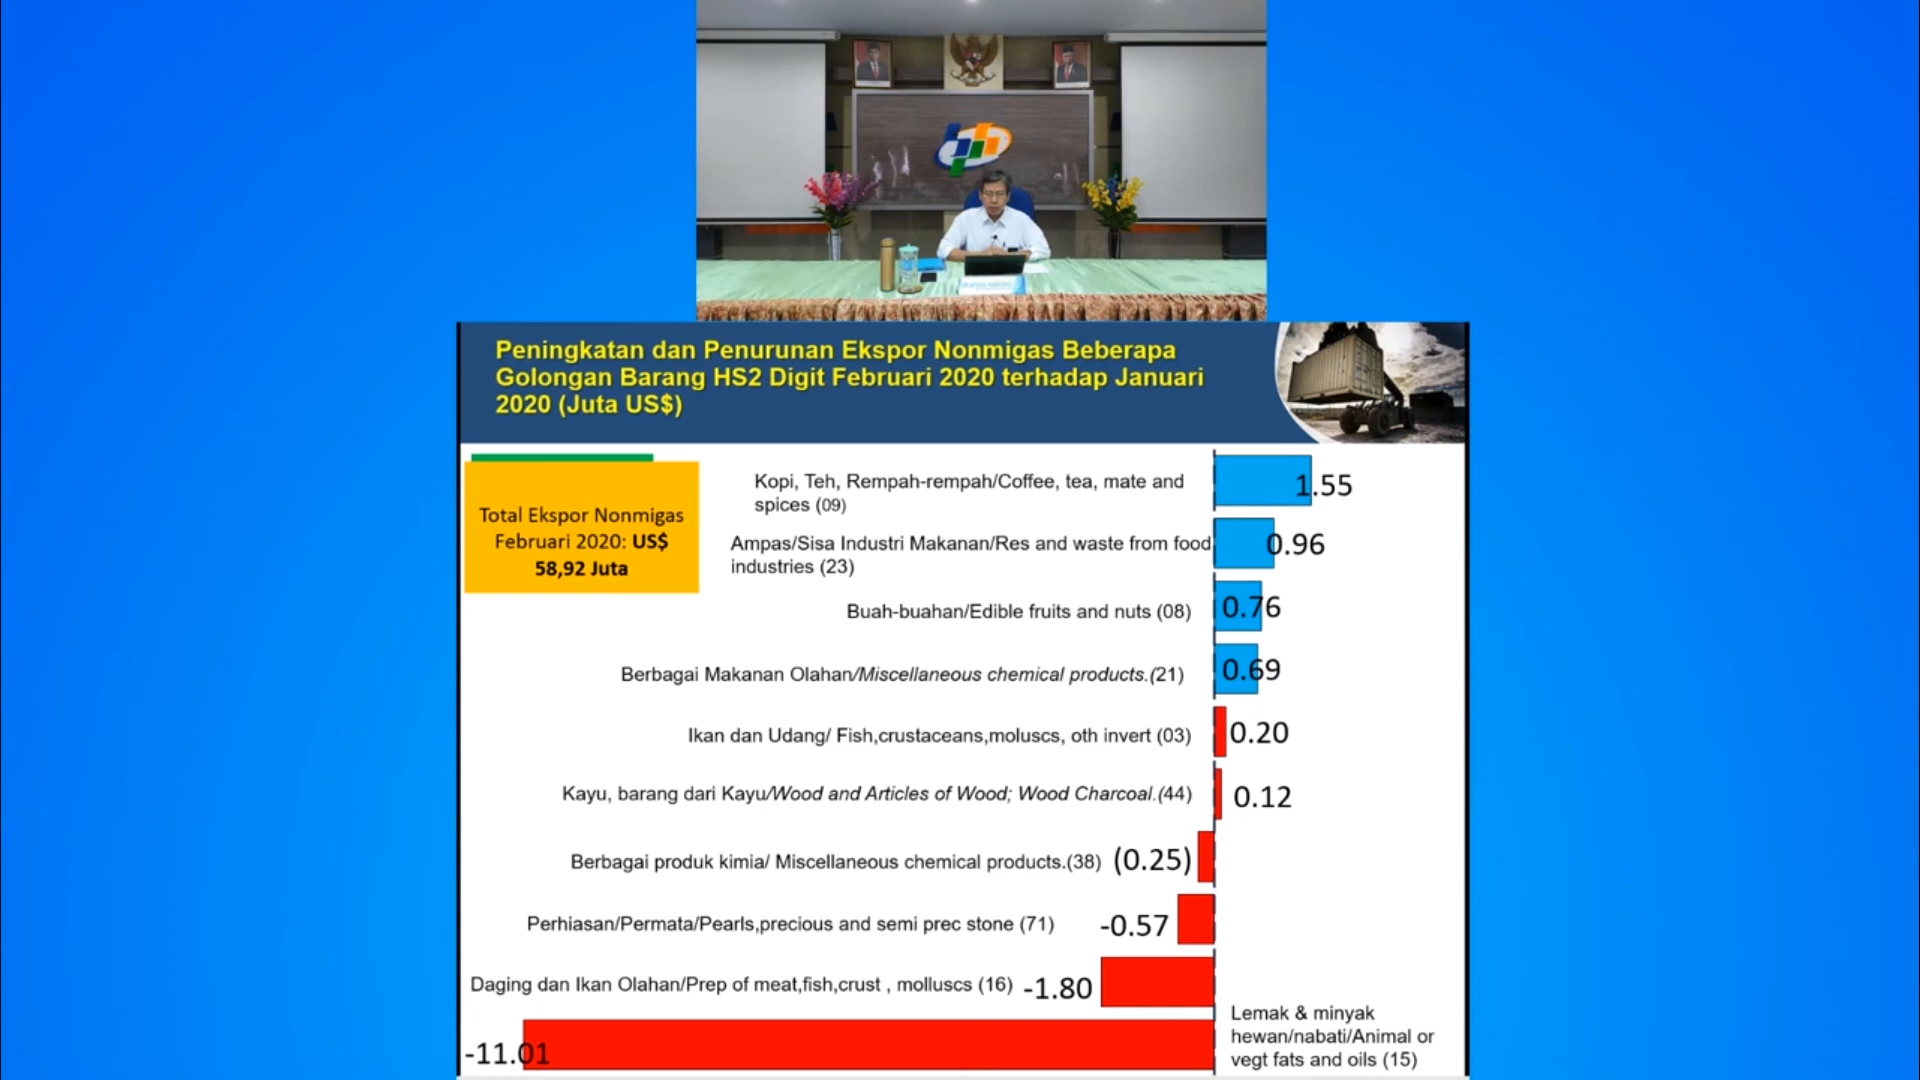 Peningkatan dan Penurunan Ekspor Nonmigas Beberapa
Golongan Barang HS2 Digit Februari 2020 terhadap Januari
2020 (Juta US$)
Total Ekspor Nonmigas
Februari 2020: US$
58,92 Juta
Kopi, Teh, Rempah-rempah/Coffee, tea, mate and
spices (09)
1.55
Ampas/Sisa Industri Makanan/Res and waste from food
industries (23)
0.96
Buah-buahan/Edible fruits and nuts (08)
0.76
Berbagai Makanan Olahan/Miscellaneous chemical products.(21)
0.69
Ikan dan Udang/ Fish,crustaceans,moluscs, oth invert (03)
0.20
Kayu, barang dari Kayu/Wood and Articles of Wood; Wood Charcoal.(44)
0.12
Berbagai produk kimia/ Miscellaneous chemical products.(38)
(0.25)
Perhiasan/Permata/Pearls,precious and semi prec stone (71)
-0.57
Daging dan Ikan Olahan/Prep of meat,fish,crust , molluscs (16)
-1.80
-11.01
Lemak & minyak
hewan/nabati/Animal or
vegt fats and oils (15)